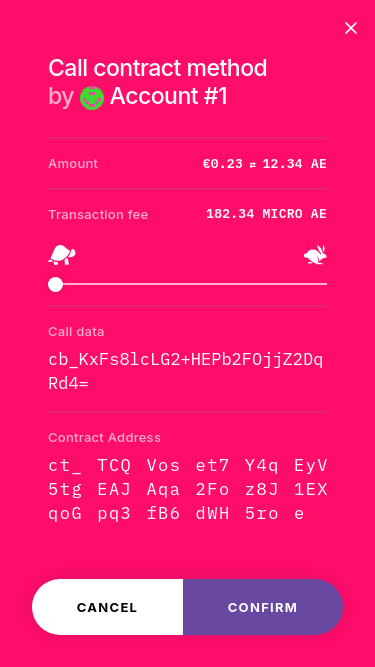 Call contract method
by Account #1
Amount €0.23 ⇄ 12.34 AE
Transaction fee 182.34 MICRO AE
Call data
cb_KxFs8lcLG2+HEPb2FOjjZ2Dq
Rd4=
Contract Address
ct_ TCQ Vos et7 Y4q EyV
5tg EAJ Aqa 2Fo z8J 1EX
qoG pq3 fB6 dWH 5ro e
CANCEL CONFIRM